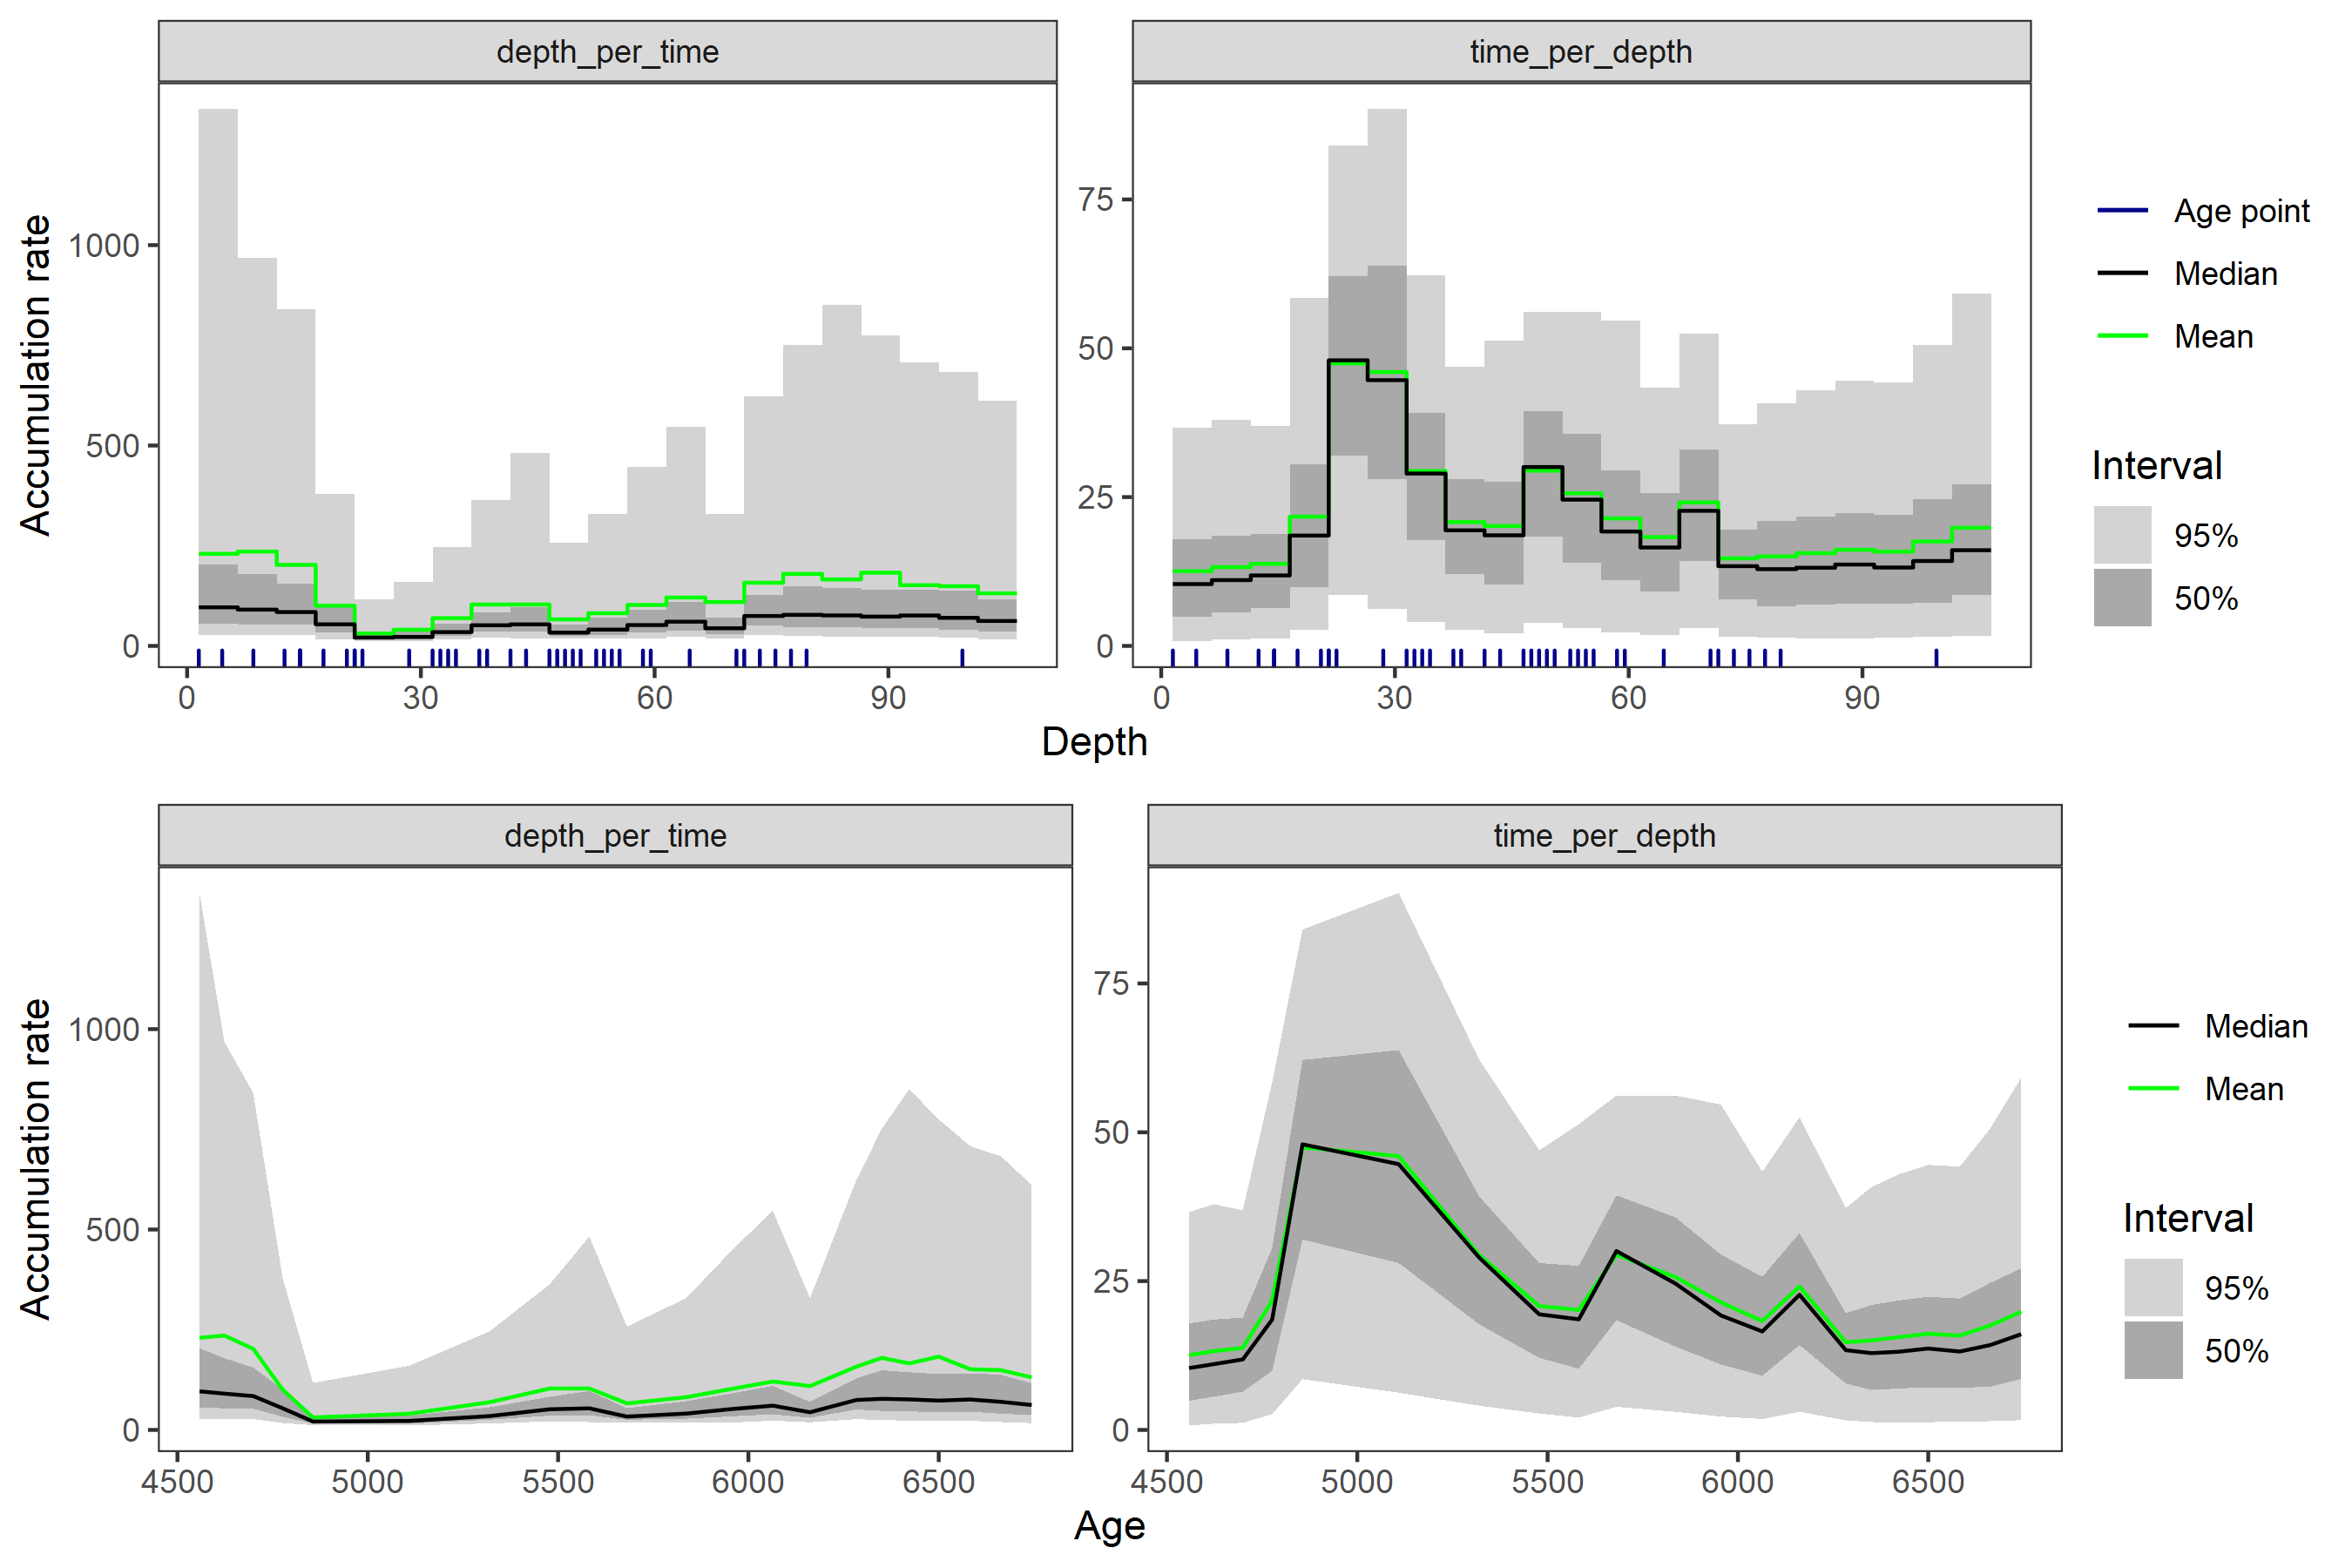 depth_per_time
time_per_depth
Accumulation rate
1000
500
0
75
50
25
0
0
30
60
90
0
30
60
90
Depth
Age point
Median
Mean
Interval
95%
50%
depth_per_time
time_per_depth
Accumulation rate
1000
500
0
75
50
25
0
4500
5000
5500
6000
6500
4500
5000
5500
6000
6500
Age
Median
Mean
Interval
95%
50%